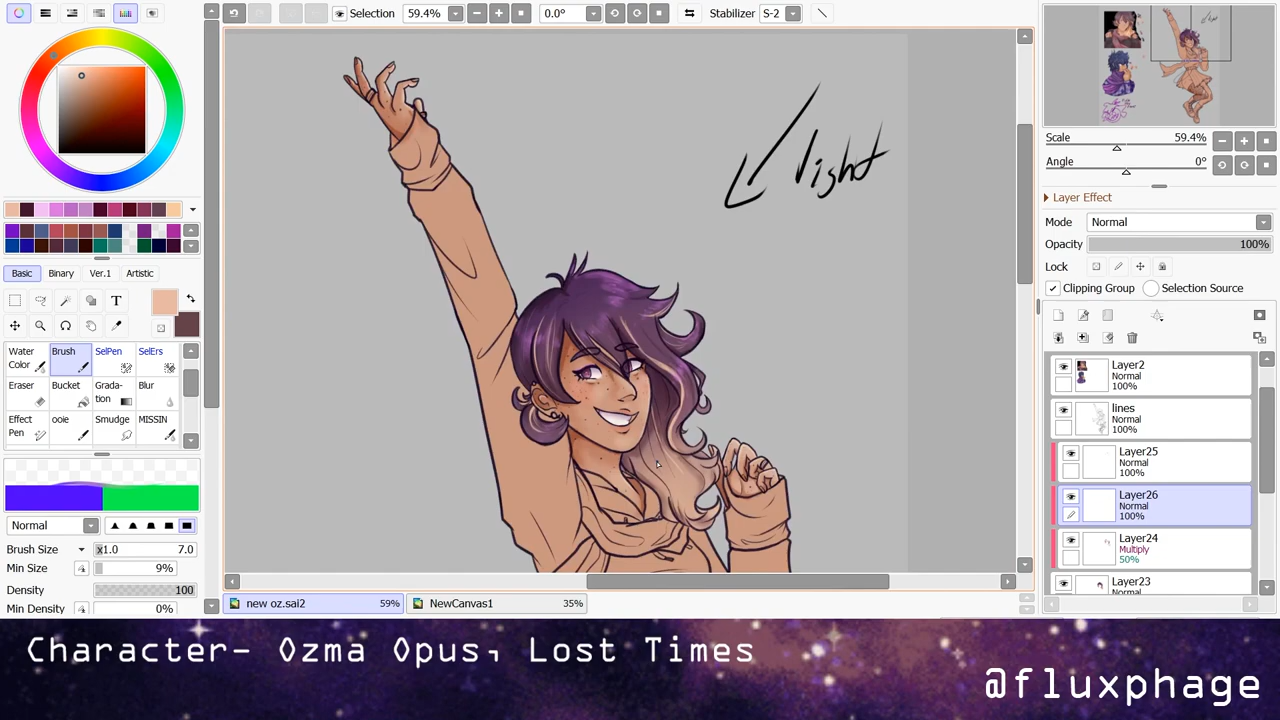 Selection 59.4% 0.0° Stabilizer S-2
Scale 59.4%
Angle 0°
Layer Effect
Mode Normal
Opacity 100%
Lock
Clipping Group Selection Source
Layer2
Normal
100%
lines
Normal
100%
Layer25
Normal
100%
Layer26
Normal
100%
Layer24
Multiply
50%
Layer23
light
Basic Binary Ver.1 Artistic
T
Water Color Brush SelPen SelErs
Eraser Bucket Grada-tion Blur
Effect Pen ooie Smudge MISSIN
Normal
Brush Size x1.0 7.0
Min Size 9%
Density 100
Min Density 0%
new oz.sai2 59% NewCanvas1 35%
Character- Ozma Opus, Lost Times
@fluxphage